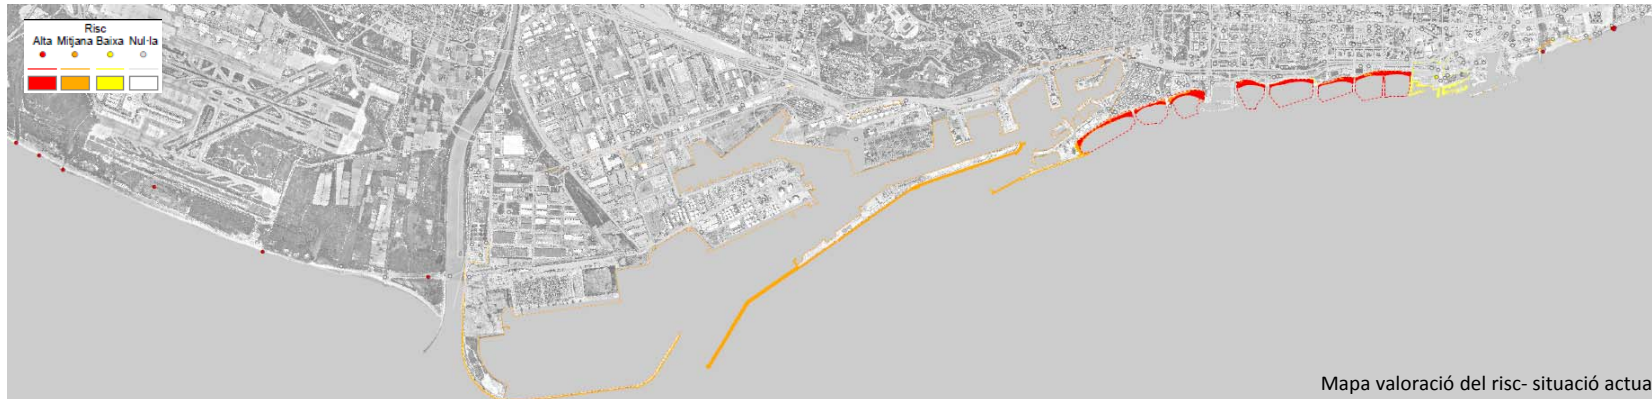 Risc
Alta Mitjana Baixa Nul·la
Mapa valoració del risc- situació actua